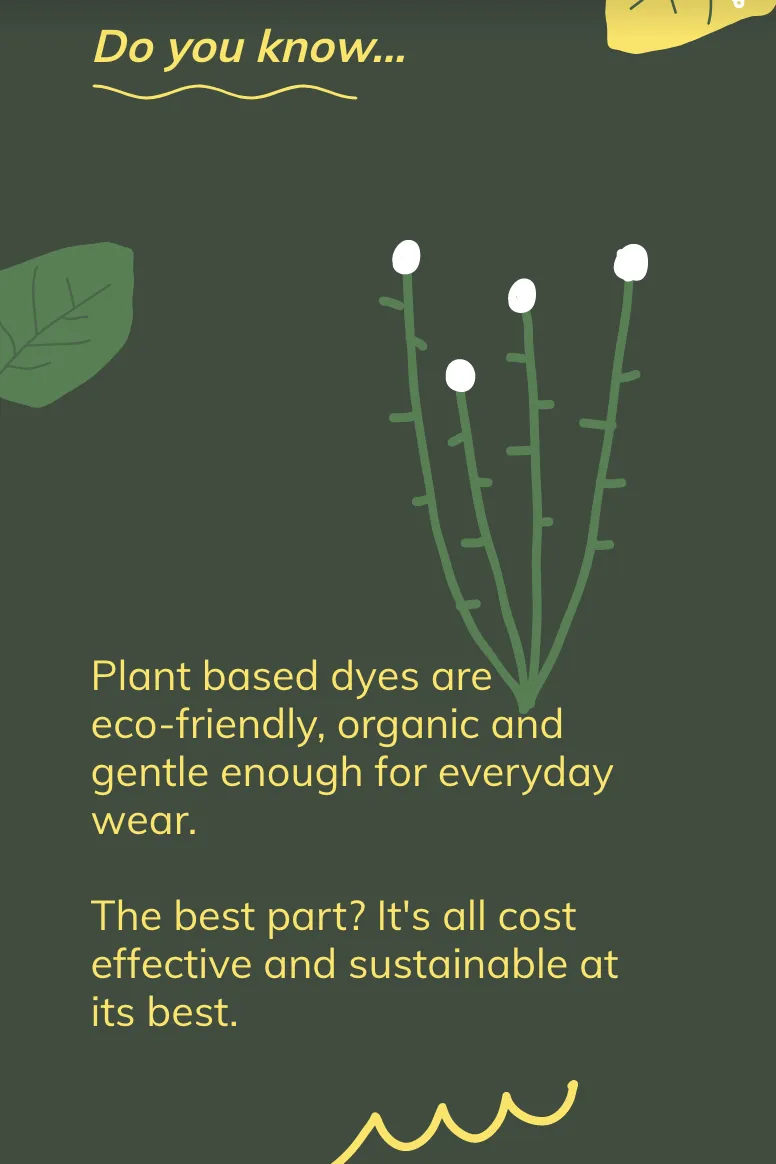 Do you know...
Plant based dyes are
eco-friendly, organic and
gentle enough for everyday
wear.
The best part? It's all cost
effective and sustainable at
its best.